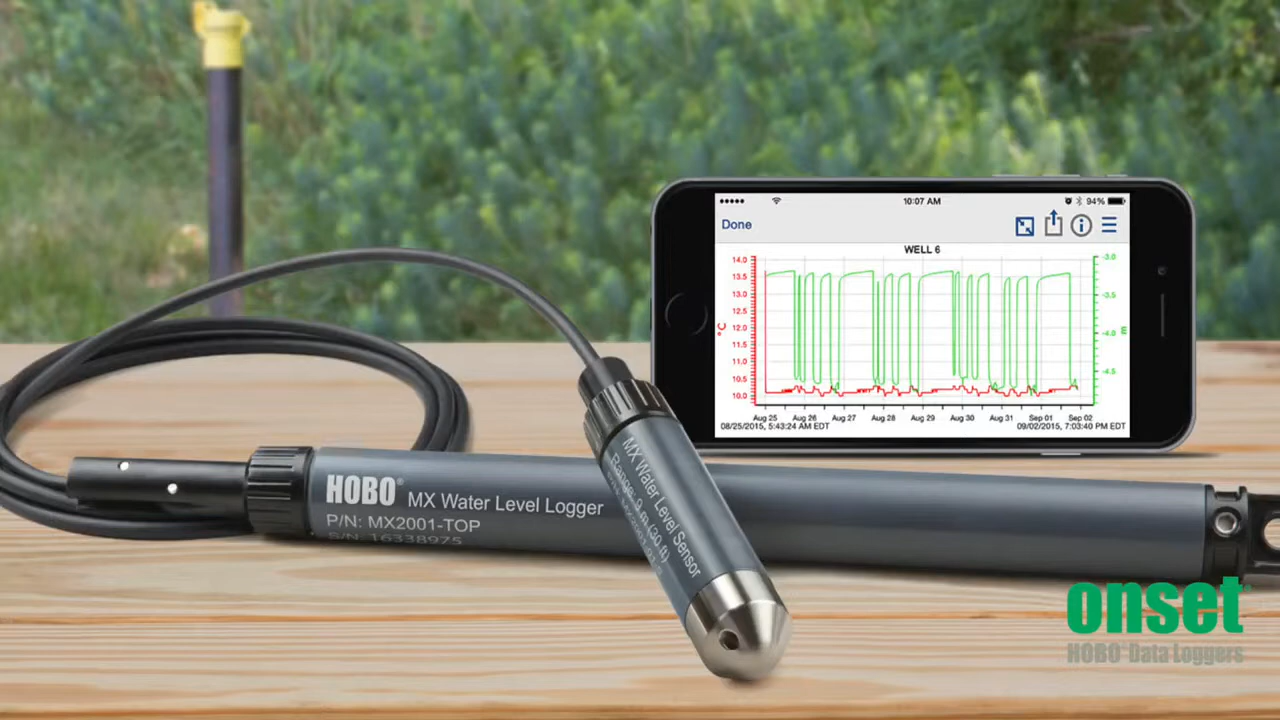 10:07 AM
94%
Done
WELL 6
14.0
13.5
13.0
12.5
12.0
11.5
11.0
10.5
10.0
°C
-3.0
-3.5
-4.0
-4.5
m
Aug 25 Aug 26 Aug 27 Aug 28 Aug 29 Aug 30 Aug 31 Sep 01 Sep 02
08/25/2015, 5:43:24 AM EDT 09/02/2015, 7:03:40 PM EDT
HOBO® MX Water Level Logger
P/N: MX2001-TOP
S/N: 16338975
MX Water Level Sensor
Range: 9 m (30 ft)
onset®
HOBO® Data Loggers